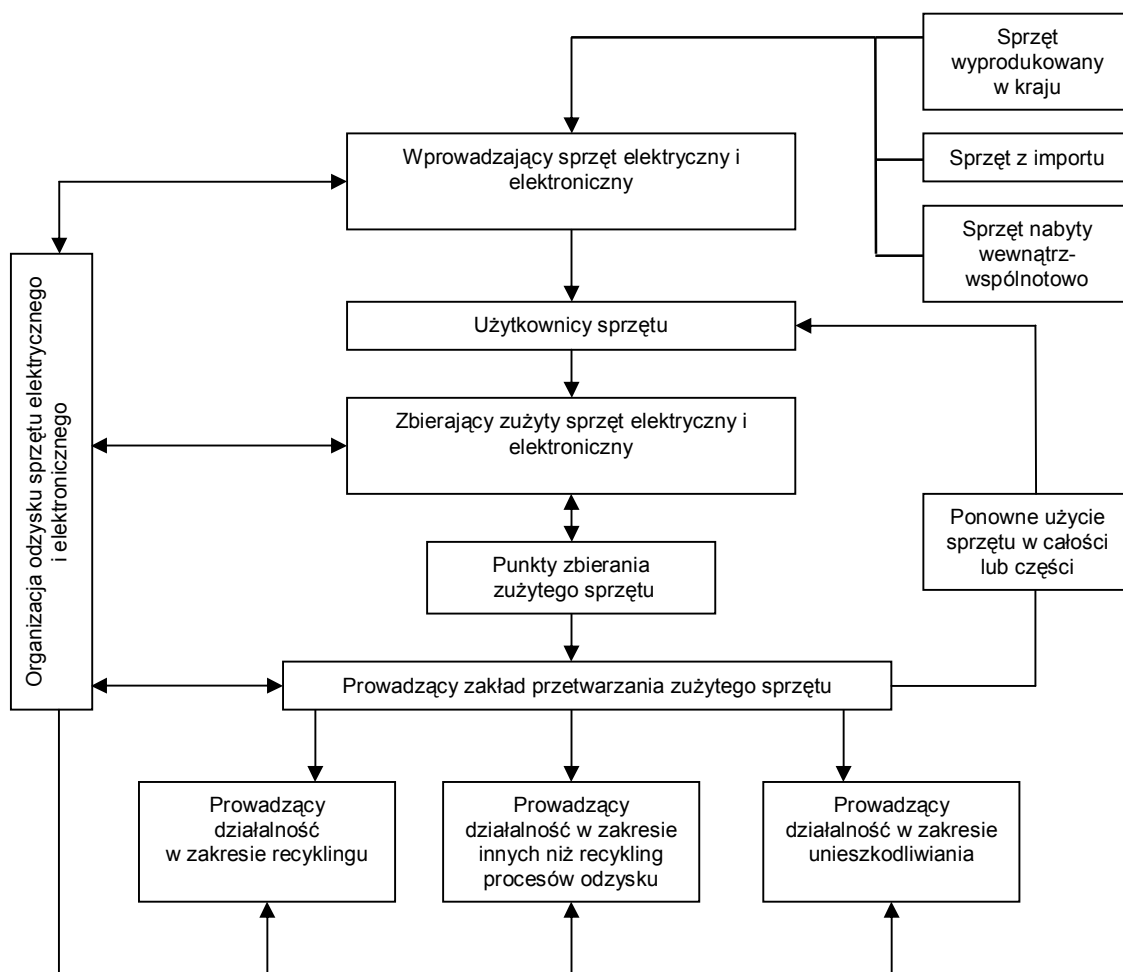 Sprzęt
wyprodukowany
w kraju
Wprowadzający sprzęt elektryczny i
elektroniczny
Sprzęt z importu
Sprzęt nabyty
wewnątrz-
wspólnotowo
Organizacja odzysku sprzętu elektrycznego
i elektronicznego
Użytkownicy sprzętu
Zbierający zużyty sprzęt elektryczny i
elektroniczny
Ponowne użycie
sprzętu w całości
lub części
Punkty zbierania
zużytego sprzętu
Prowadzący zakład przetwarzania zużytego sprzętu
Prowadzący
działalność
w zakresie recyklingu
Prowadzący
działalność w zakresie
innych niż recykling
procesów odzysku
Prowadzący
działalność w zakresie
unieszkodliwiania